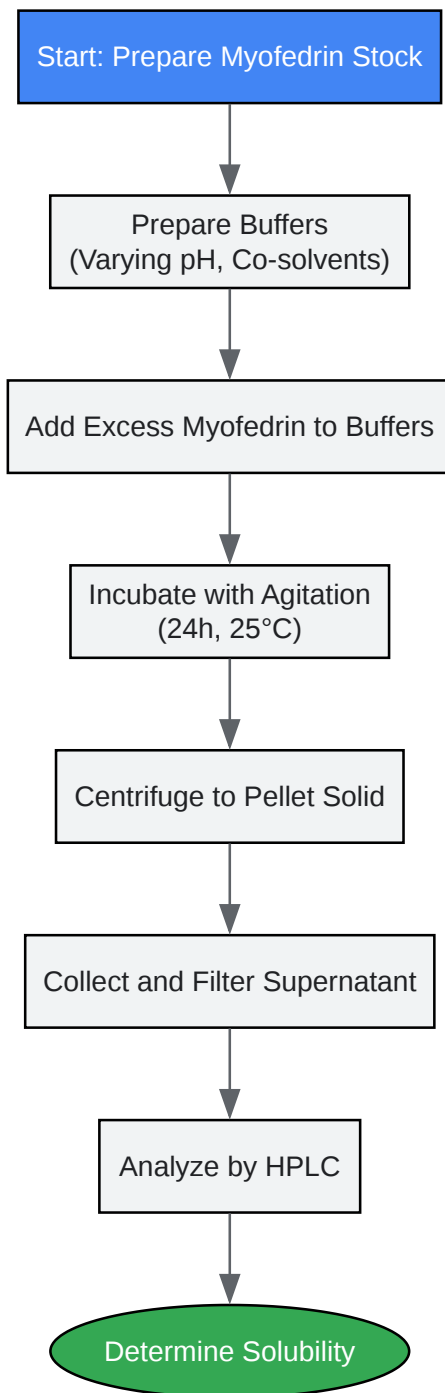 Start: Prepare Myofedrin Stock
Prepare Buffers
(Varying pH, Co-solvents)
Add Excess Myofedrin to Buffers
Incubate with Agitation
(24h, 25°C)
Centrifuge to Pellet Solid
Collect and Filter Supernatant
Analyze by HPLC
Determine Solubility